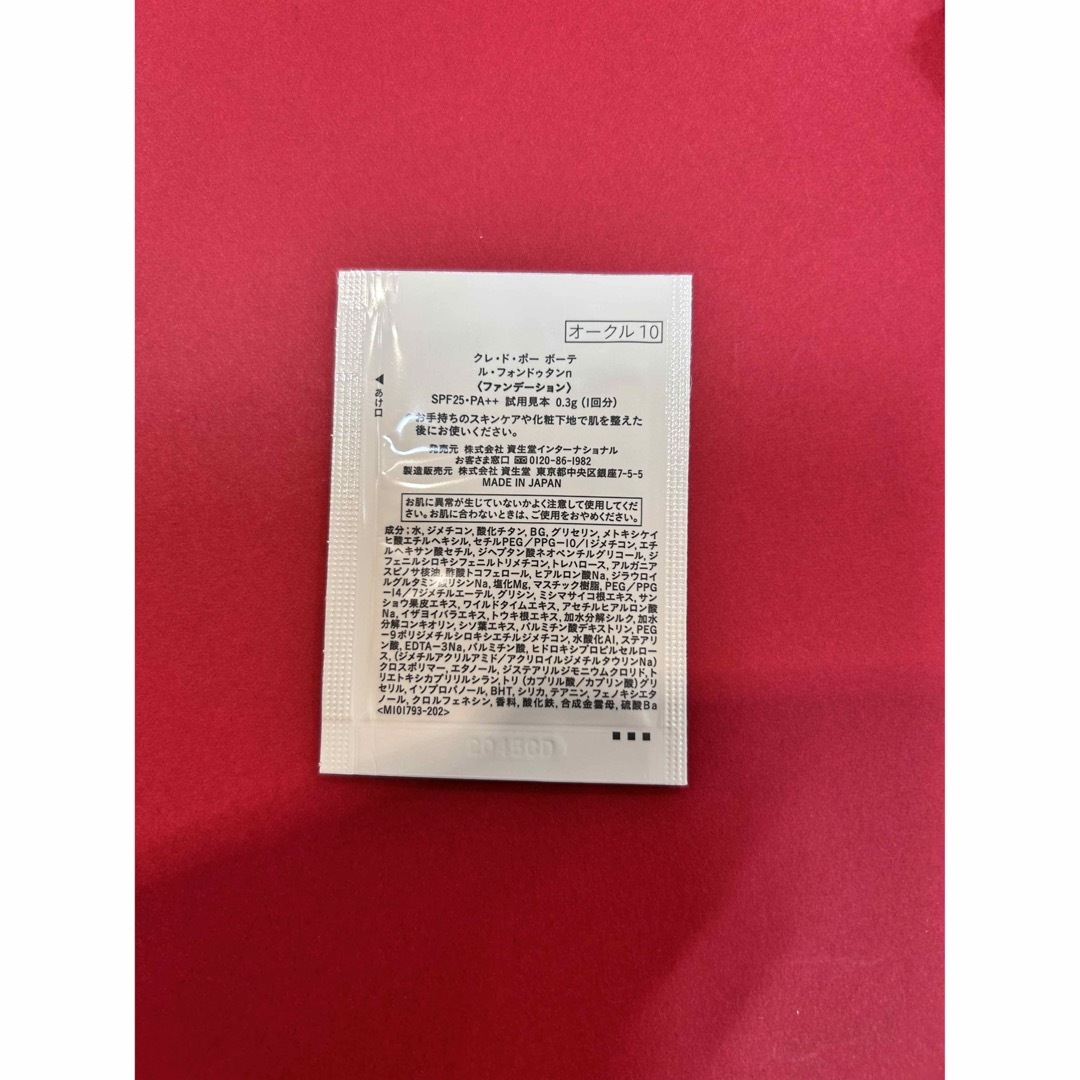 オークル10
クレ・ド・ポー ボーテ
ル・フォンドゥタンn
〈ファンデーション〉
SPF25・PA++ 試用見本 0.3g (1回分)
◀あけ口
お手持ちのスキンケアや化粧下地で肌を整えた
後にお使いください。
発売元 株式会社 資生堂インターナショナル
お客さま窓口 0120-86-1982
製造販売元 株式会社 資生堂 東京都中央区銀座7-5-5
MADE IN JAPAN
お肌に異常が生じていないかよく注意して使用してくだ
さい。お肌に合わないときは、ご使用をおやめください。
成分:水, ジメチコン, 酸化チタン, BG, グリセリン, メトキシケイ
ヒ酸エチルヘキシル, セチルPEG/PPG-10/1ジメチコン, エチ
ルヘキサン酸セチル, ジヘプタン酸ネオペンチルグリコール, ジ
フェニルシロキシフェニルトリメチコン, トレハロース, アルガニア
スピノサ核油, 酢酸トコフェロール, ヒアルロン酸Na, ジラウロイ
ルグルタミン酸リシンNa, 塩化Mg, マスチック樹脂, PEG/PPG
-14/7ジメチルエーテル, グリシン, ミシマサイコ根エキス, サン
ショウ果皮エキス, ワイルドタイムエキス, アセチルヒアルロン酸
Na, イザヨイバラエキス, トウキ根エキス, 加水分解シルク, 加水
分解コンキオリン, シソ葉エキス, パルミチン酸デキストリン, PEG
-9ポリジメチルシロキシエチルジメチコン, 水酸化Al, ステアリ
ン酸, EDTA-3Na, パルミチン酸, ヒドロキシプロピルセルロー
ス, (ジメチルアクリルアミド/アクリロイルジメチルタウリンNa)
クロスポリマー, エタノール, ジステアリルジモニウムクロリド, ト
リエトキシカプリリルシラン, トリ(カプリル酸/カプリン酸)グリ
セリル, イソプロパノール, BHT, シリカ, テアニン, フェノキシエタ
ノール, クロルフェネシン, 香料, 酸化鉄, 合成金雲母, 硫酸Ba
<M101793-202>